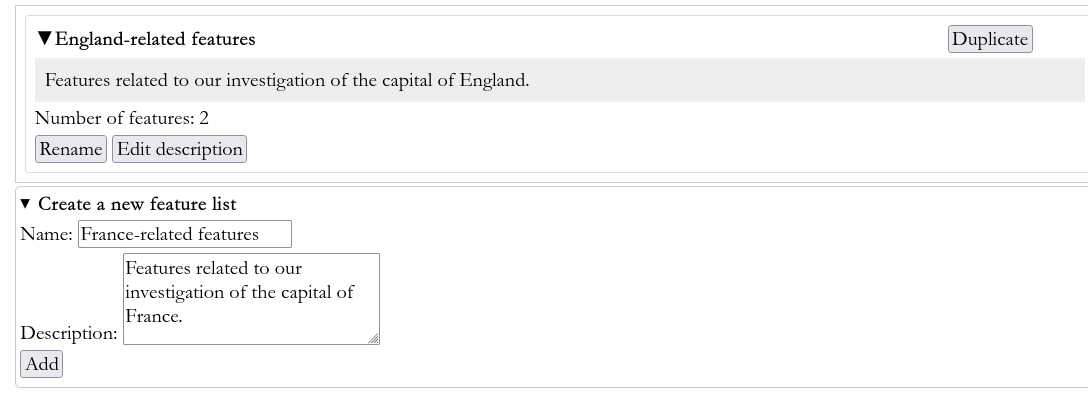 ▼England-related features
Duplicate
Features related to our investigation of the capital of England.
Number of features: 2
Rename Edit description
▼ Create a new feature list
Name: France-related features
Features related to our
investigation of the capital of
France.
Description:
Add